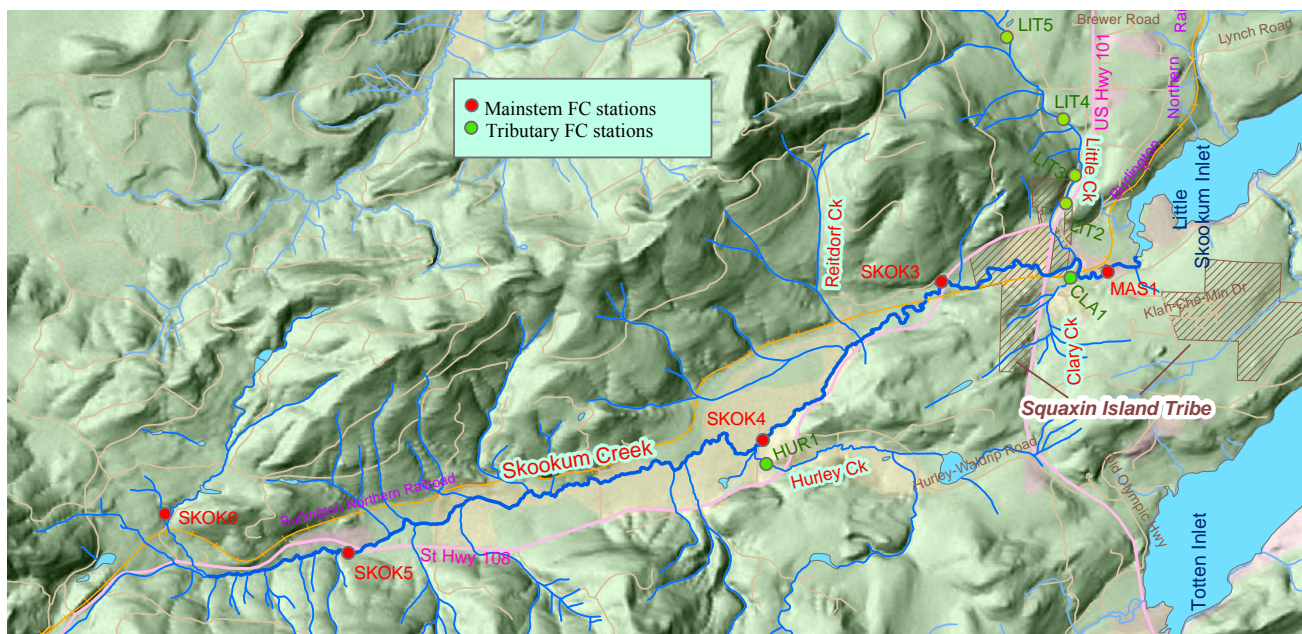 LIT5
Brewer Road
Lynch Road
Northern Rai
US Hwy 101
Mainstem FC stations
Tributary FC stations
LIT4
LIT3
Little Ck
Burlington
LIT2
Little
Skookum Inlet
Reitdorf Ck
SKOK3
MAS1
CLA1
Klah-Che-Min Dr
Clary Ck
Squaxin Island Tribe
SKOK4
HUR1
Skookum Creek
Hurley Ck
Hurley-Waldrip Road
Old Olympic Hwy
Burlington Northern Railroad
SKOK6
SKOK5
St Hwy 108
Totten Inlet